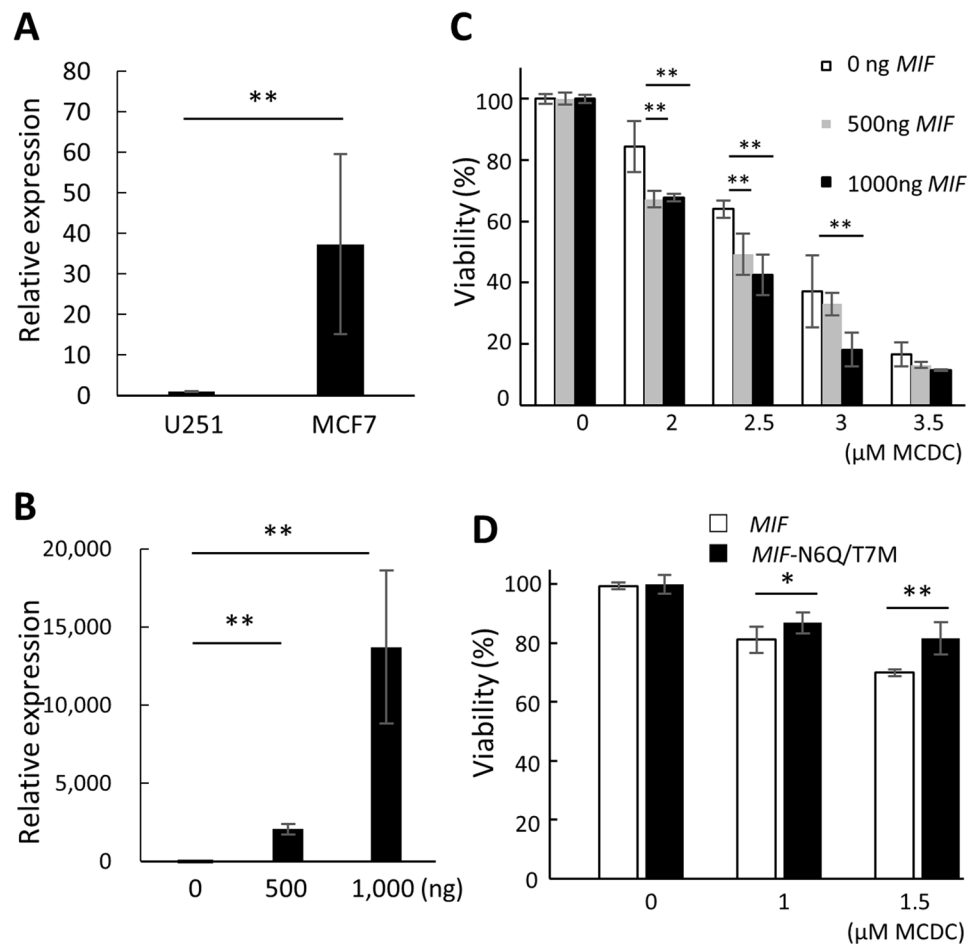 A
Relative expression
80
70
60
50
40
30
20
10
0
**
U251
MCF7
B
Relative expression
20,000
15,000
10,000
5,000
0
**
**
0
500
1,000 (ng)
C
Viability (%)
100
80
60
40
20
0
0 ng MIF
500ng MIF
1000ng MIF
**
**
**
**
**
0
2
2.5
3
3.5
(μM MCDC)
D
Viability (%)
100
80
60
40
20
0
MIF
MIF-N6Q/T7M
*
**
0
1
1.5
(μM MCDC)